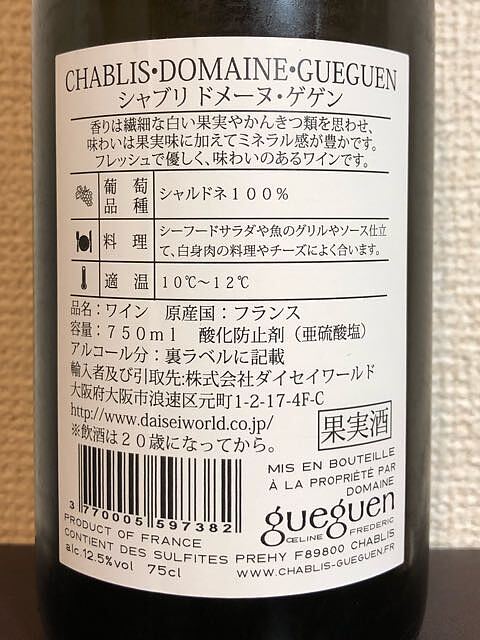 CHABLIS・DOMAINE・GUEGUEN
シャブリ ドメーヌ・ゲゲン
香りは繊細な白い果実やかんきつ類を思わせ、
味わいは果実味に加えてミネラル感が豊かです。
フレッシュで優しく、味わいのあるワインです。
葡萄品種 シャルドネ100%
料理 シーフードサラダや魚のグリルやソース仕立
て、白身肉の料理やチーズによく合います。
適温 10℃〜12℃
品名：ワイン 原産国：フランス
容量：750ml 酸化防止剤（亜硫酸塩）
アルコール分：裏ラベルに記載
輸入者及び引取先:株式会社ダイセイワールド
大阪府大阪市浪速区元町1-2-17-4F-C
http://www.daiseiworld.co.jp/
※飲酒は20歳になってから。
果実酒
3 770005 597382
MIS EN BOUTEILLE
À LA PROPRIÉTÉ PAR
DOMAINE
gueguen
CÉLINE FREDERIC
PRODUCT OF FRANCE
CONTIENT DES SULFITES PREHY F89800 CHABLIS
alc 12.5%vol 75cl WWW.CHABLIS-GUEGUEN.FR